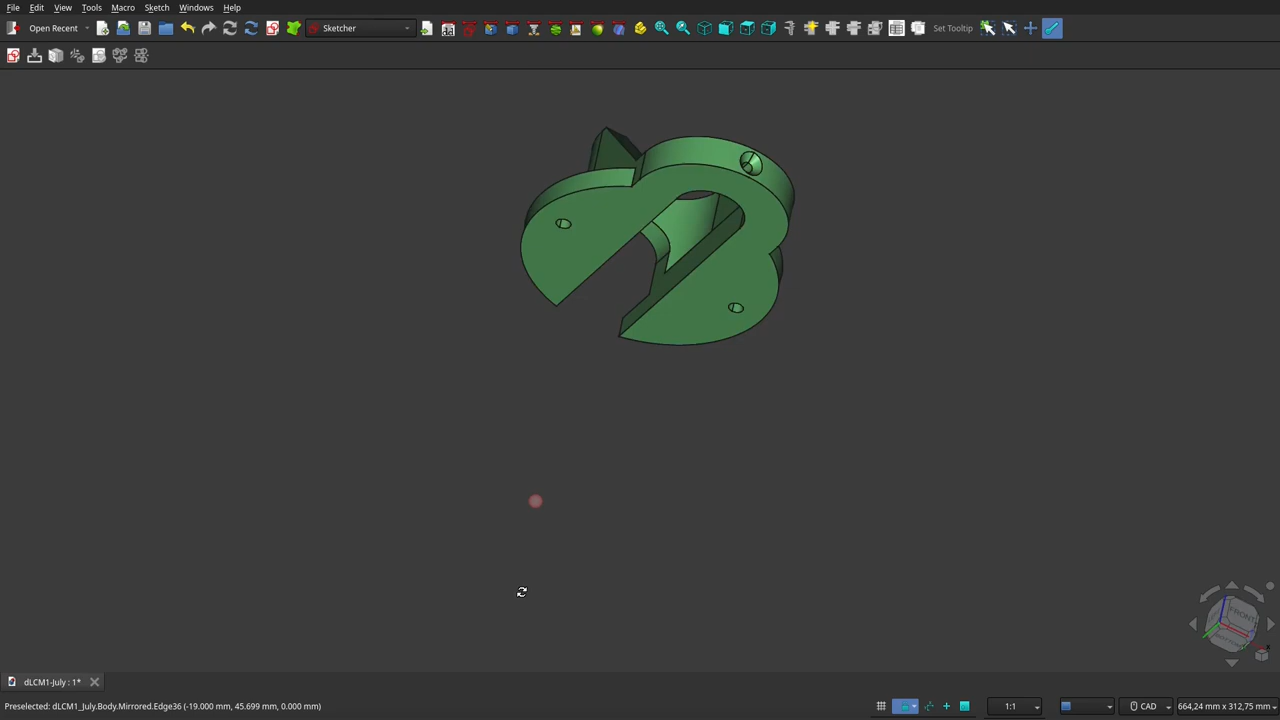 File Edit View Tools Macro Sketch Windows Help
Open Recent Sketcher Set Tooltip
FRONT
dLCM1-July : 1*
Preselected: dLCM1_July.Body.Mirrored.Edge36 (-19.000 mm, 45.699 mm, 0.000 mm) 1:1 CAD 664,24 mm x 312,75 mm